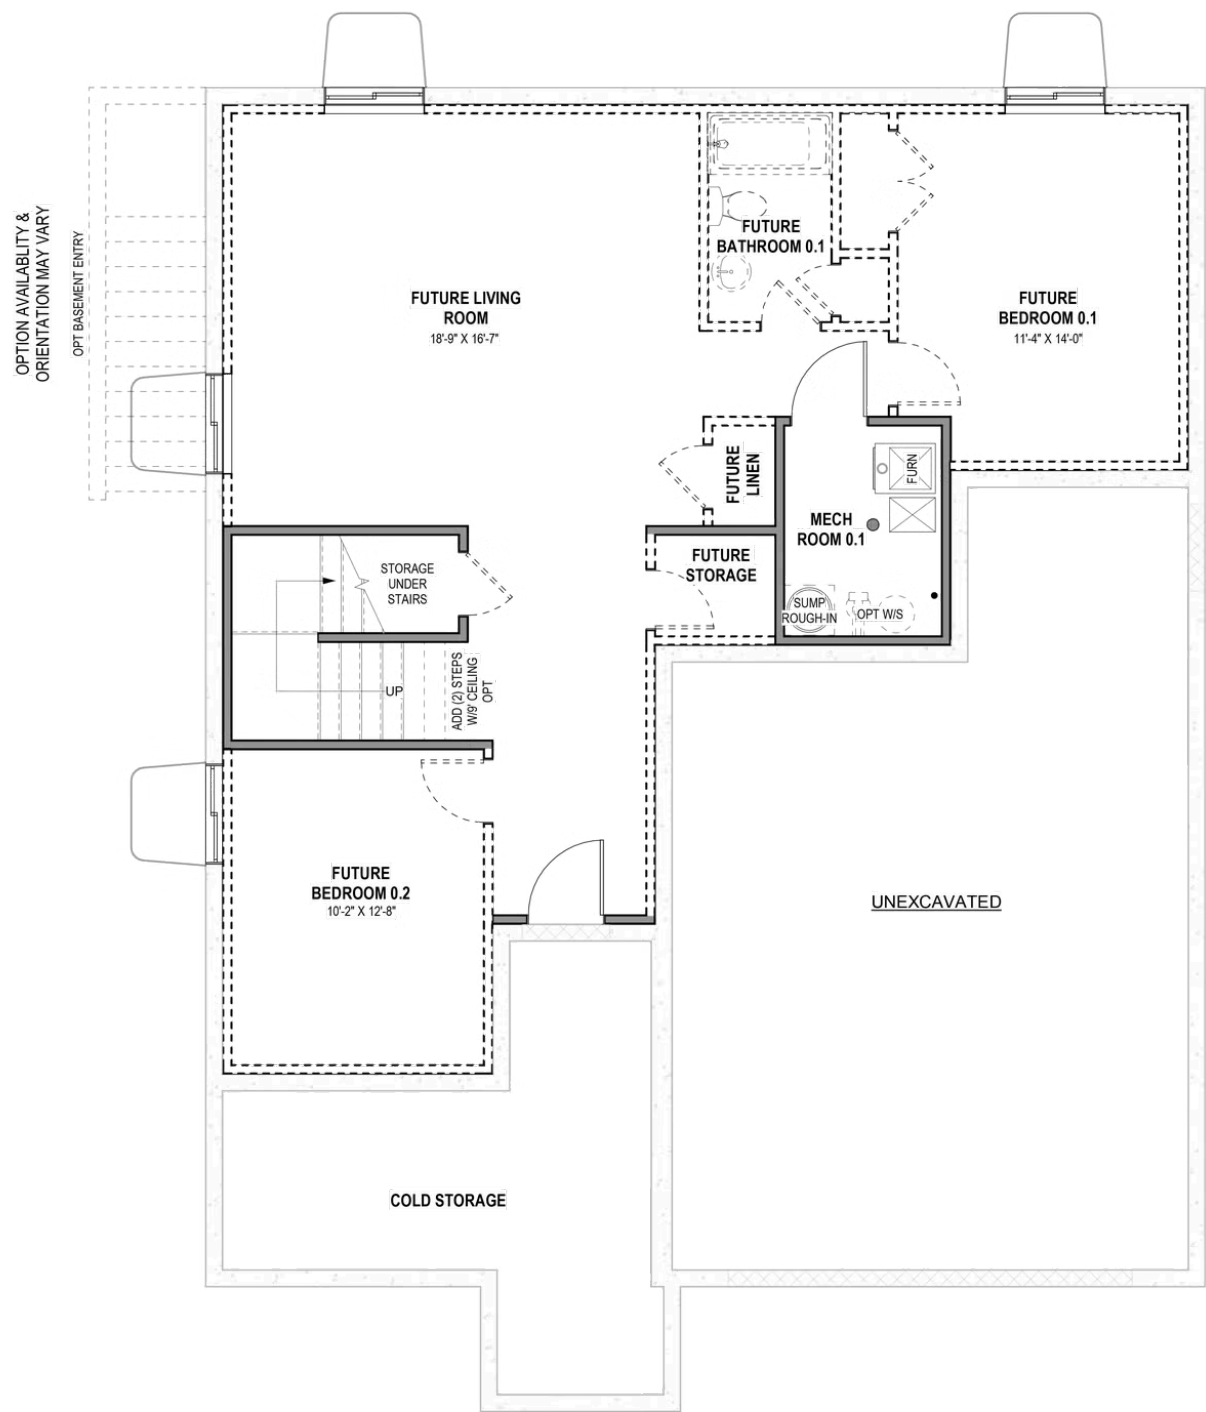 OPTION AVAILABLITY &
ORIENTATION MAY VARY
OPT BASEMENT ENTRY
FUTURE LIVING
ROOM
18'-9" X 16'-7"
FUTURE
BATHROOM 0.1
FUTURE
BEDROOM 0.1
11'-4" X 14'-0"
FUTURE
LINEN
FURN
MECH
ROOM 0.1
FUTURE
STORAGE
STORAGE
UNDER
STAIRS
SUMP
ROUGH-IN
OPT W/S
UP
ADD (2) STEPS
W/9' CEILING
OPT
FUTURE
BEDROOM 0.2
10'-2" X 12'-8"
UNEXCAVATED
COLD STORAGE